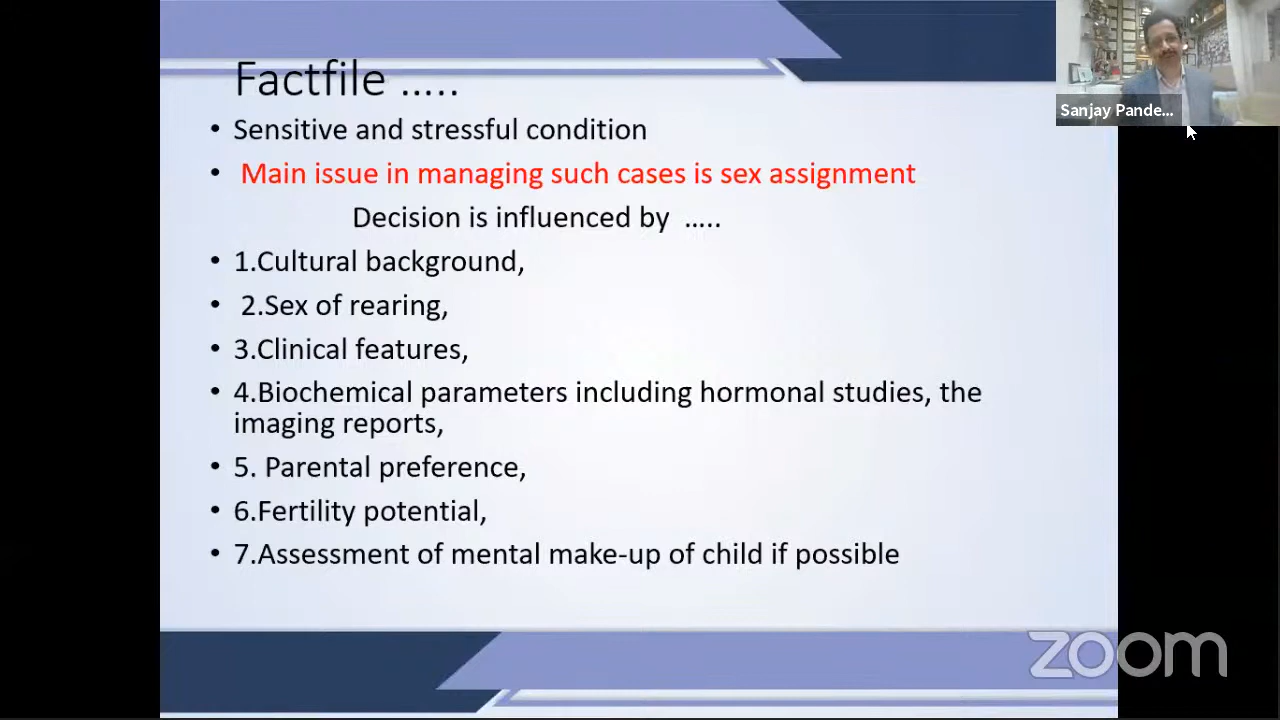 Factfile .....
Sanjay Pande...
• Sensitive and stressful condition
• Main issue in managing such cases is sex assignment
Decision is influenced by .....
• 1.Cultural background,
• 2.Sex of rearing,
• 3.Clinical features,
• 4.Biochemical parameters including hormonal studies, the
imaging reports,
• 5. Parental preference,
• 6.Fertility potential,
• 7.Assessment of mental make-up of child if possible
zoom